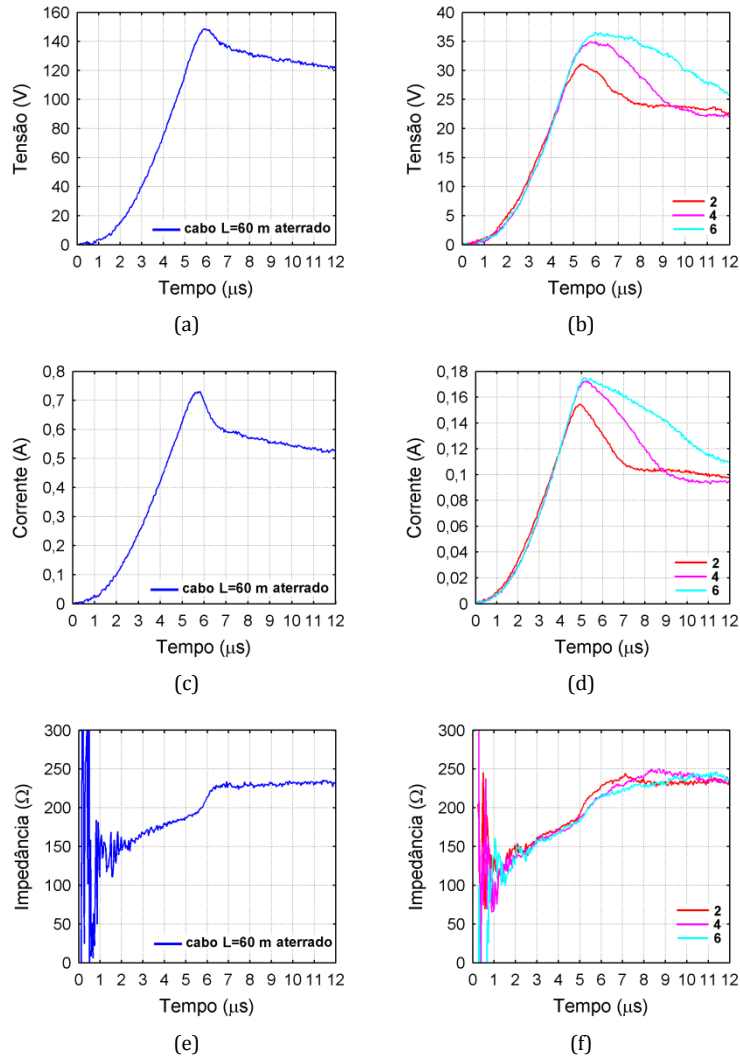 160
140
120
100
80
60
40
20
0
Tensão (V)
0 1 2 3 4 5 6 7 8 9 10 11 12
Tempo (μs)
cabo L=60 m aterrado
(a)
40
35
30
25
20
15
10
5
0
Tensão (V)
0 1 2 3 4 5 6 7 8 9 10 11 12
Tempo (μs)
2
4
6
(b)
0,8
0,7
0,6
0,5
0,4
0,3
0,2
0,1
0
Corrente (A)
0 1 2 3 4 5 6 7 8 9 10 11 12
Tempo (μs)
cabo L=60 m aterrado
(c)
0,18
0,16
0,14
0,12
0,1
0,08
0,06
0,04
0,02
0
Corrente (A)
0 1 2 3 4 5 6 7 8 9 10 11 12
Tempo (μs)
2
4
6
(d)
300
250
200
150
100
50
0
Impedância (Ω)
0 1 2 3 4 5 6 7 8 9 10 11 12
Tempo (μs)
cabo L=60 m aterrado
(e)
300
250
200
150
100
50
0
Impedância (Ω)
0 1 2 3 4 5 6 7 8 9 10 11 12
Tempo (μs)
2
4
6
(f)